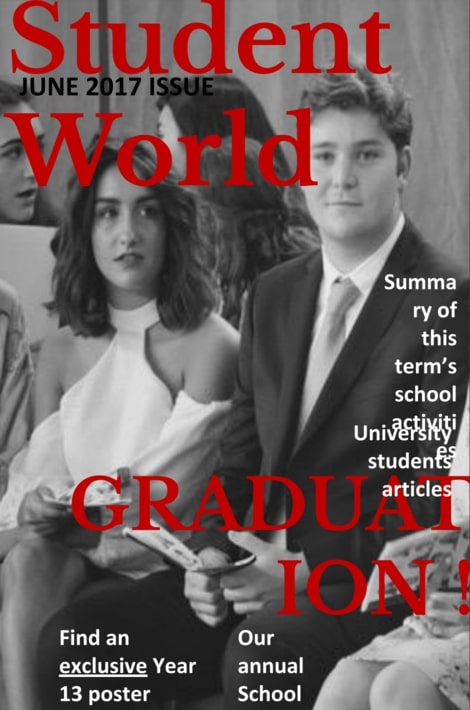 Student
JUNE 2017 ISSUE
World
Summa
ry of
this
term’s
school
activiti
es
University
students
articles
GRADUAT
ION !
Find an
exclusive Year
13 poster
Our
annual
School